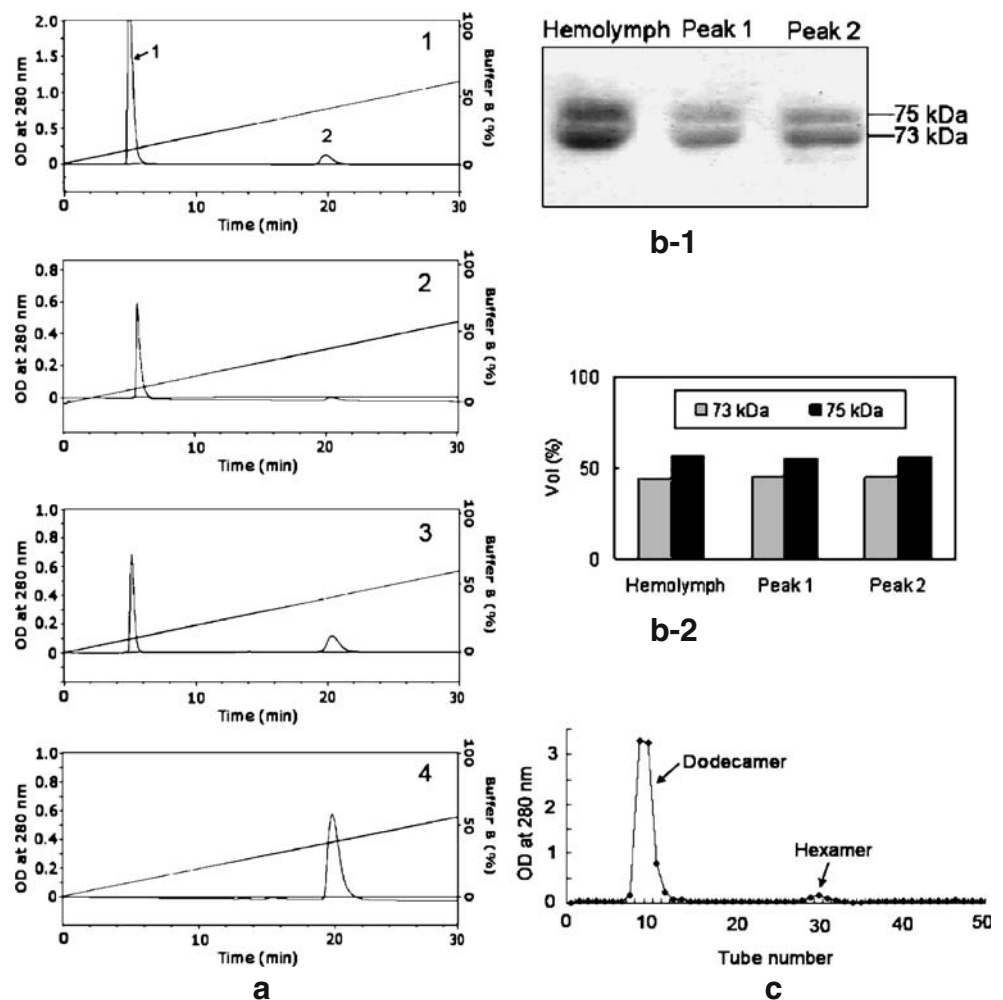 2.0
1.5
1.0
0.5
0
OD at 280 nm
1
2
1
100
50
0
Buffer B (%)
0
10
20
30
Time (min)
0.8
0.6
0.4
0.2
0
OD at 280 nm
2
100
50
0
Buffer B (%)
0
10
20
30
Time (min)
1.0
0.8
0.6
0.4
0.2
0
OD at 280 nm
3
100
50
0
Buffer B (%)
0
10
20
30
Time (min)
1.0
0.8
0.6
0.4
0.2
0
OD at 280 nm
4
100
50
0
Buffer B (%)
0
10
20
30
Time (min)
a
Hemolymph Peak 1 Peak 2
75 kDa
73 kDa
b-1
100
50
0
Vol (%)
73 kDa 75 kDa
Hemolymph Peak 1 Peak 2
b-2
3
2
1
0
OD at 280 nm
Dodecamer
Hexamer
0 10 20 30 40 50
Tube number
c